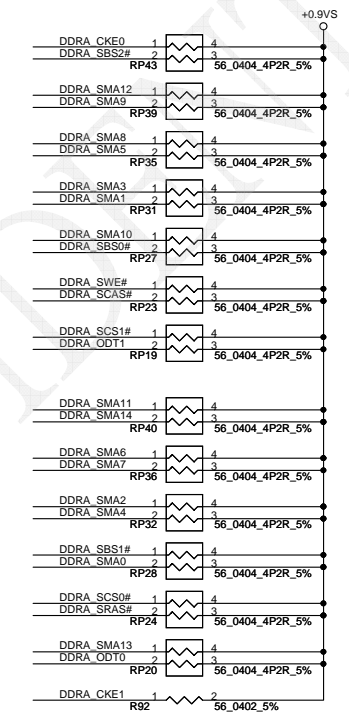 +0.9VS
DDRA_CKE0 1 4
DDRA_SBS2# 2 3
RP43 56_0404_4P2R_5%
DDRA_SMA12 1 4
DDRA_SMA9 2 3
RP39 56_0404_4P2R_5%
DDRA_SMA8 1 4
DDRA_SMA5 2 3
RP35 56_0404_4P2R_5%
DDRA_SMA3 1 4
DDRA_SMA1 2 3
RP31 56_0404_4P2R_5%
DDRA_SMA10 1 4
DDRA_SBS0# 2 3
RP27 56_0404_4P2R_5%
DDRA_SWE# 1 4
DDRA_SCAS# 2 3
RP23 56_0404_4P2R_5%
DDRA_SCS1# 1 4
DDRA_ODT1 2 3
RP19 56_0404_4P2R_5%
DDRA_SMA11 1 4
DDRA_SMA14 2 3
RP40 56_0404_4P2R_5%
DDRA_SMA6 1 4
DDRA_SMA7 2 3
RP36 56_0404_4P2R_5%
DDRA_SMA2 1 4
DDRA_SMA4 2 3
RP32 56_0404_4P2R_5%
DDRA_SBS1# 1 4
DDRA_SMA0 2 3
RP28 56_0404_4P2R_5%
DDRA_SCS0# 1 4
DDRA_SRAS# 2 3
RP24 56_0404_4P2R_5%
DDRA_SMA13 1 4
DDRA_ODT0 2 3
RP20 56_0404_4P2R_5%
DDRA_CKE1 1 2
R92 56_0402_5%